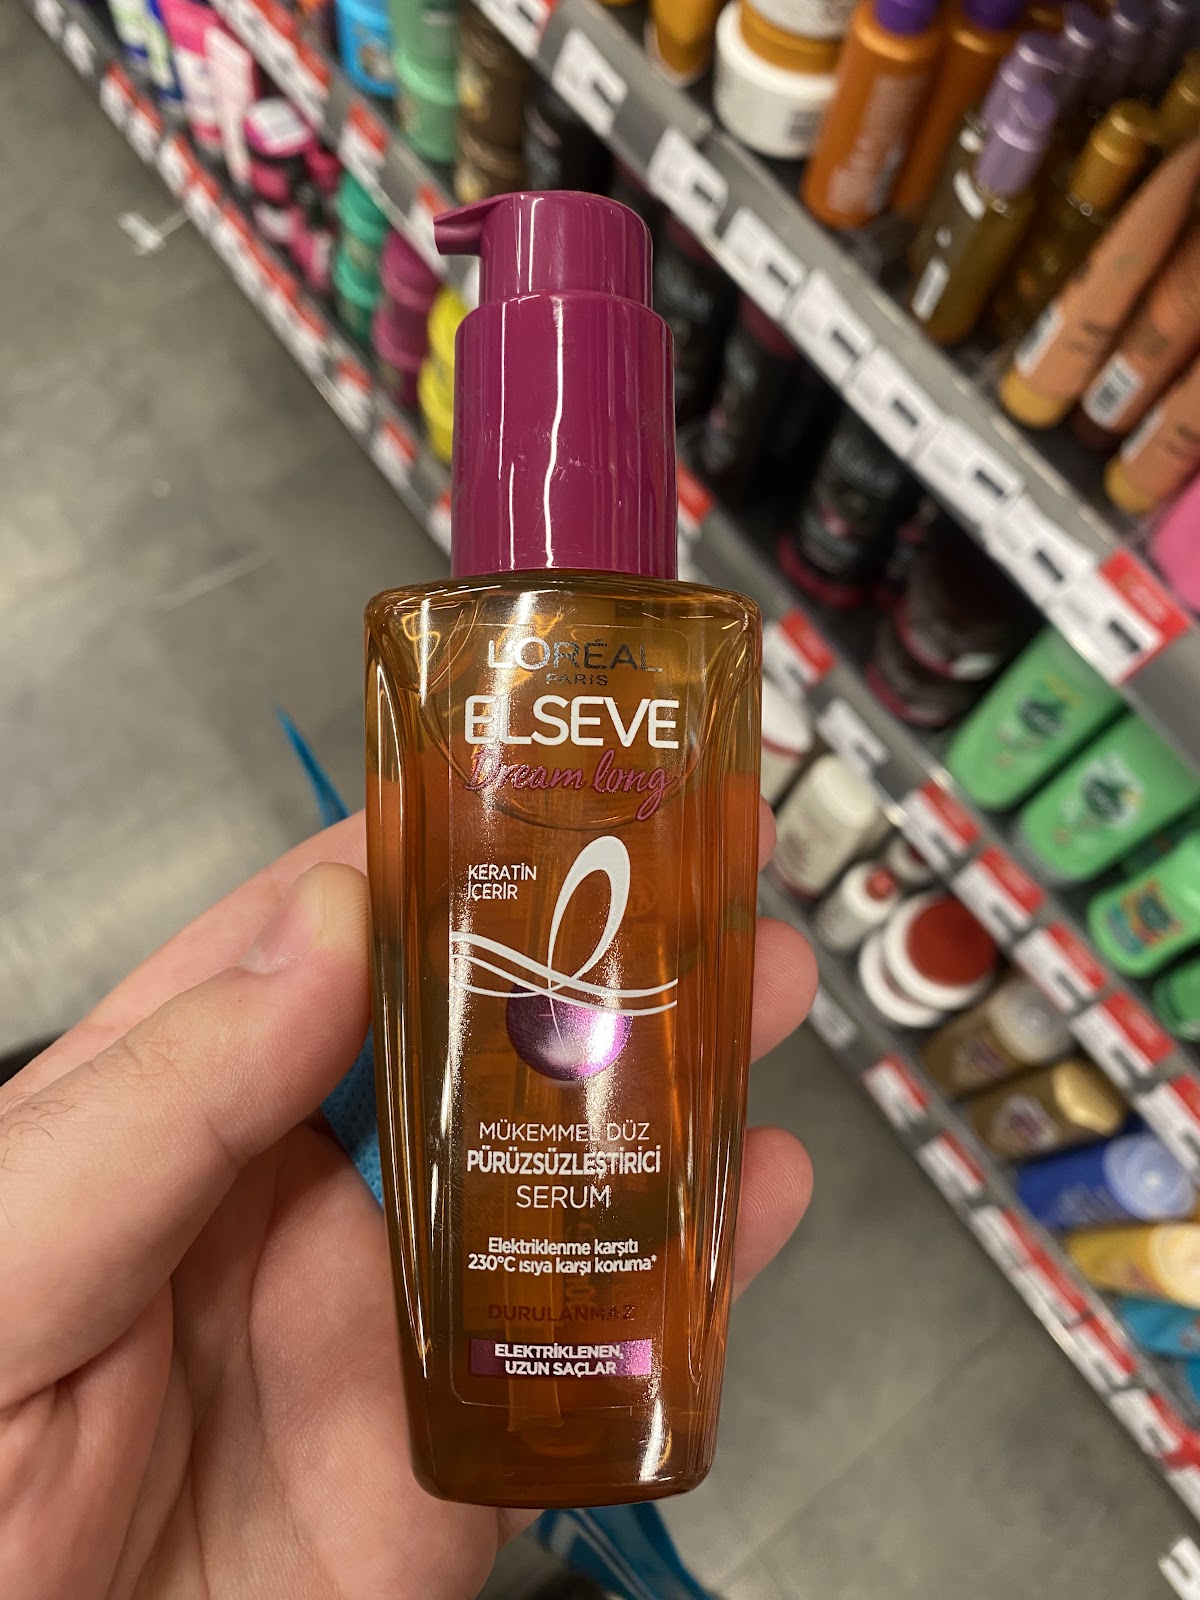 L'ORÉAL
PARIS
ELSEVE
Dream long
KERATİN
İÇERİR
MÜKEMMEL DÜZ
PÜRÜZSÜZLEŞTİRİCİ
SERUM
Elektriklenme karşıtı
230°C ısıya karşı koruma*
DURULANMAZ
ELEKTRİKLENEN,
UZUN SAÇLAR